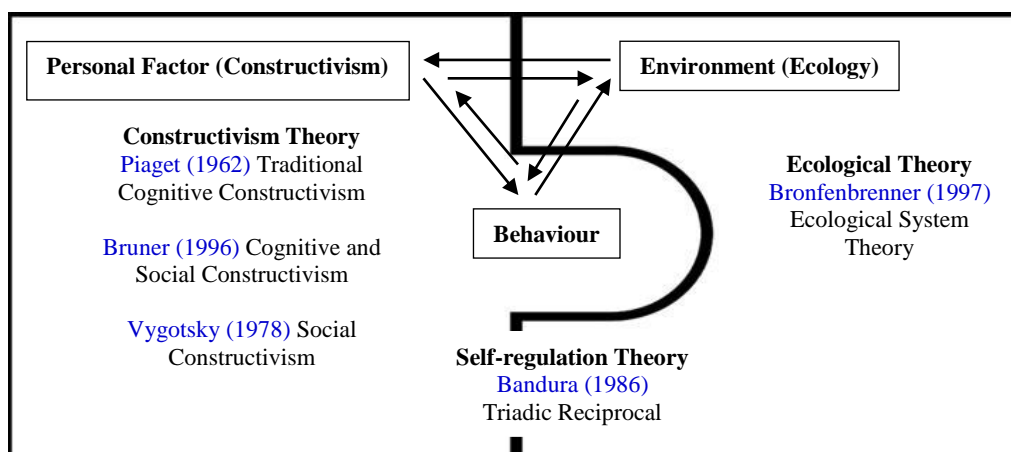 Personal Factor (Constructivism)
Environment (Ecology)
Constructivism Theory
Piaget (1962) Traditional
Cognitive Constructivism
Bruner (1996) Cognitive and
Social Constructivism
Vygotsky (1978) Social
Constructivism
Behaviour
Self-regulation Theory
Bandura (1986)
Triadic Reciprocal
Ecological Theory
Bronfenbrenner (1997)
Ecological System
Theory